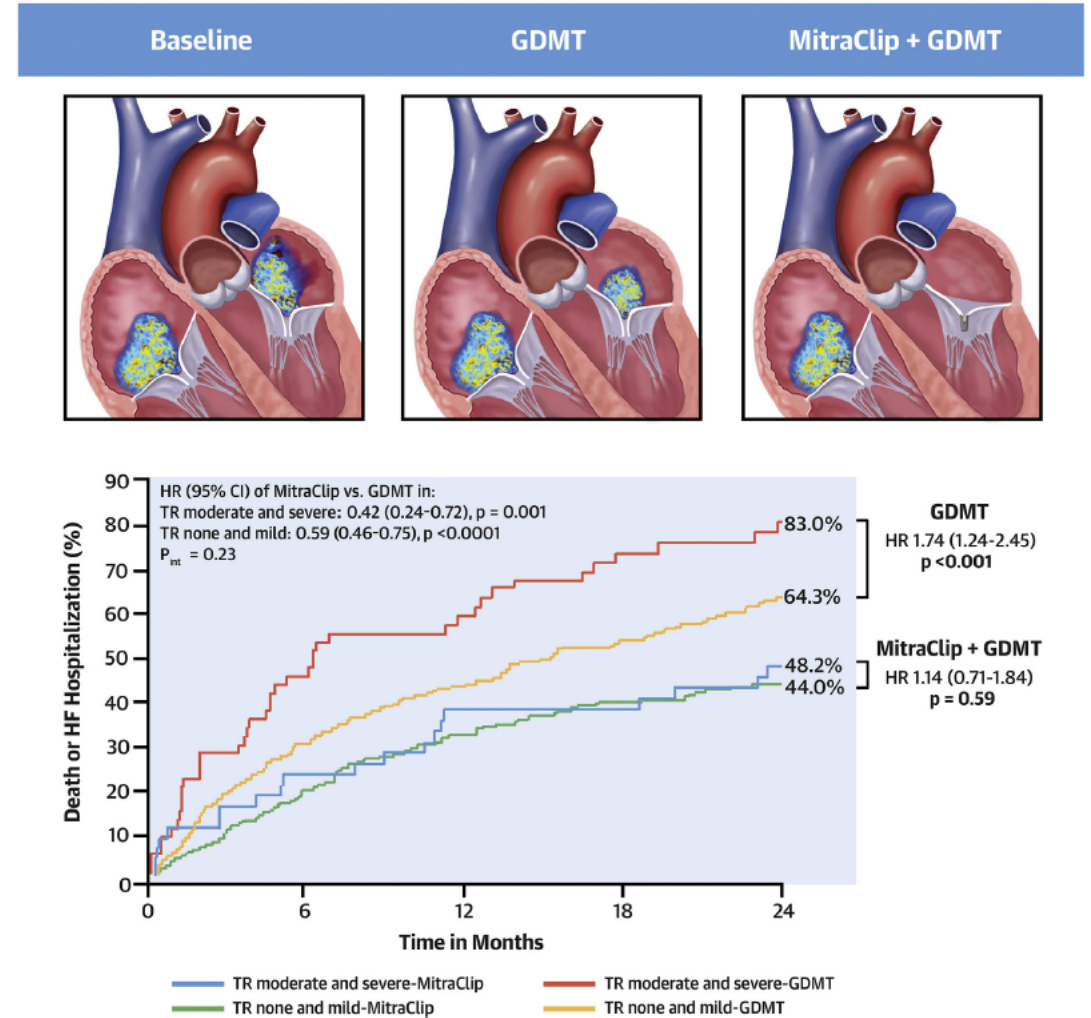 Baseline
GDMT
MitraClip + GDMT
90
80
70
60
50
40
30
20
10
0
Death or HF Hospitalization (%)
HR (95% CI) of MitraClip vs. GDMT in:
TR moderate and severe: 0.42 (0.24-0.72), p = 0.001
TR none and mild: 0.59 (0.46-0.75), p <0.0001
Pint = 0.23
83.0%
64.3%
48.2%
44.0%
GDMT
HR 1.74 (1.24-2.45)
p <0.001
MitraClip + GDMT
HR 1.14 (0.71-1.84)
p = 0.59
0
6
12
18
24
Time in Months
TR moderate and severe-MitraClip
TR moderate and severe-GDMT
TR none and mild-MitraClip
TR none and mild-GDMT